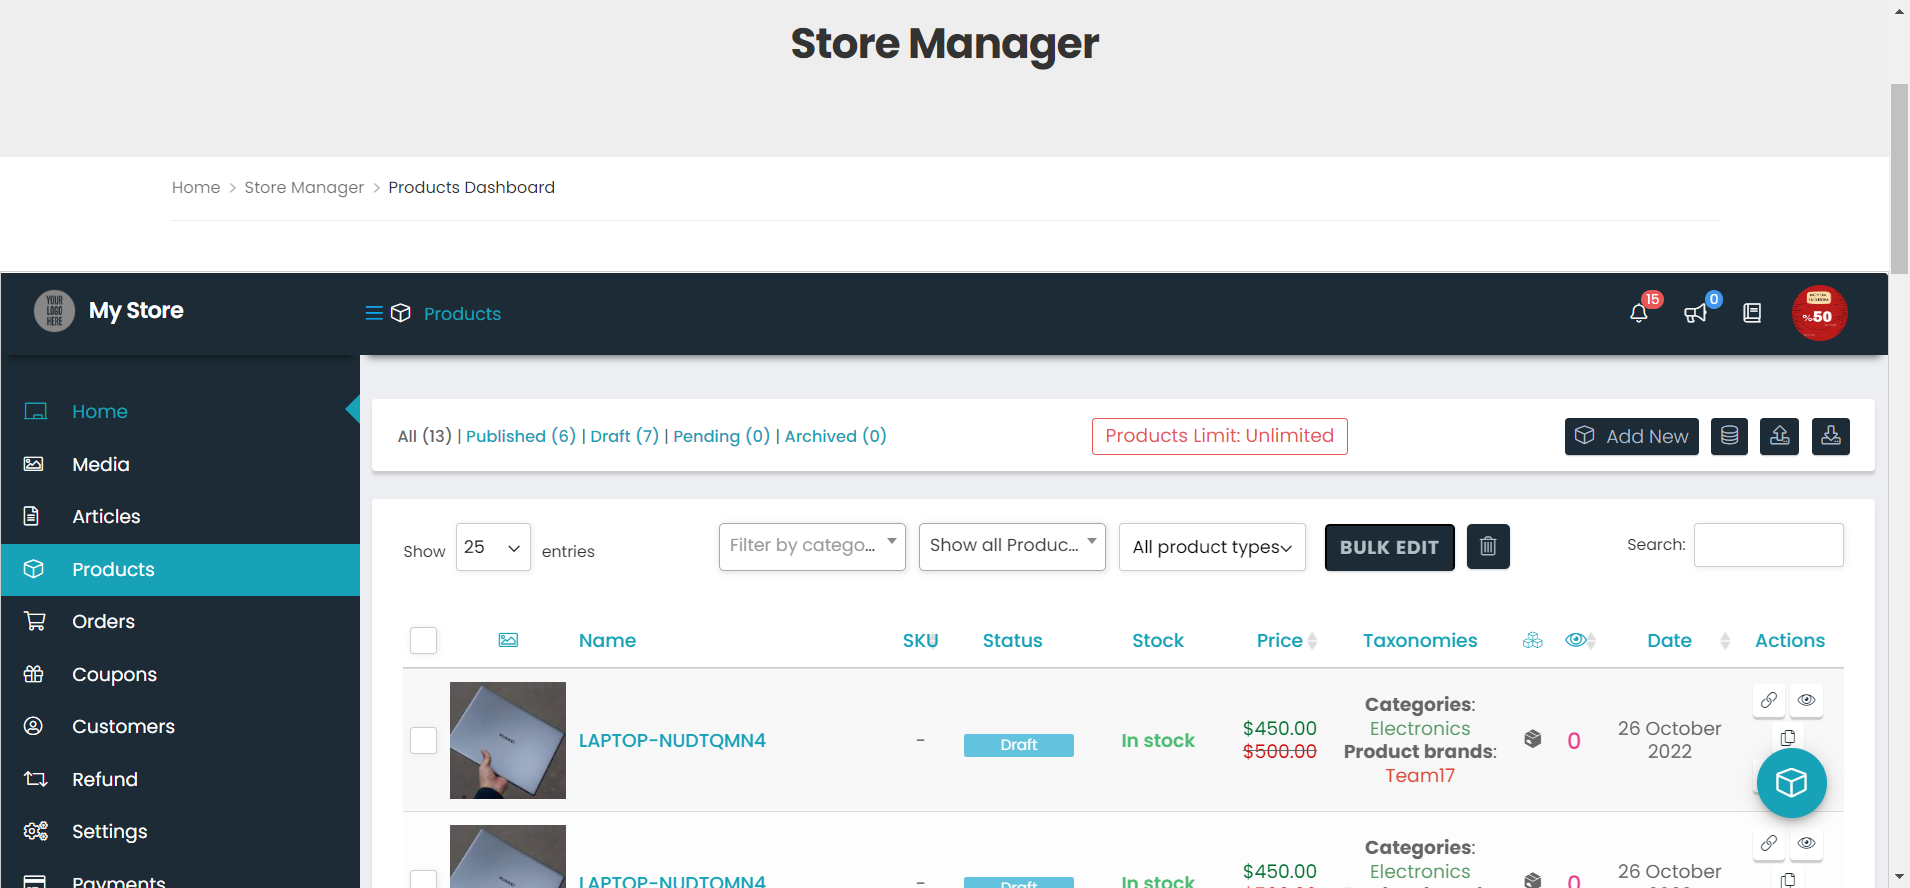 Store Manager
Home > Store Manager > Products Dashboard
YOUR LOGO HERE
My Store
Products
15
0
%50
Home
Media
Articles
Products
Orders
Coupons
Customers
Refund
Settings
Payments
All (13) | Published (6) | Draft (7) | Pending (0) | Archived (0)
Products Limit: Unlimited
Add New
Show 25 entries
Filter by catego...
Show all Produc...
All product types
BULK EDIT
Search:
Name SKU Status Stock Price Taxonomies Date Actions
LAPTOP-NUDTQMN4
-
Draft
In stock
$450.00
$500.00
Categories:
Electronics
Product brands:
Team17
0
26 October
2022
HUAWEI
LAPTOP-NUDTQMN4
-
Draft
In stock
$450.00
Categories:
Electronics
0
26 October